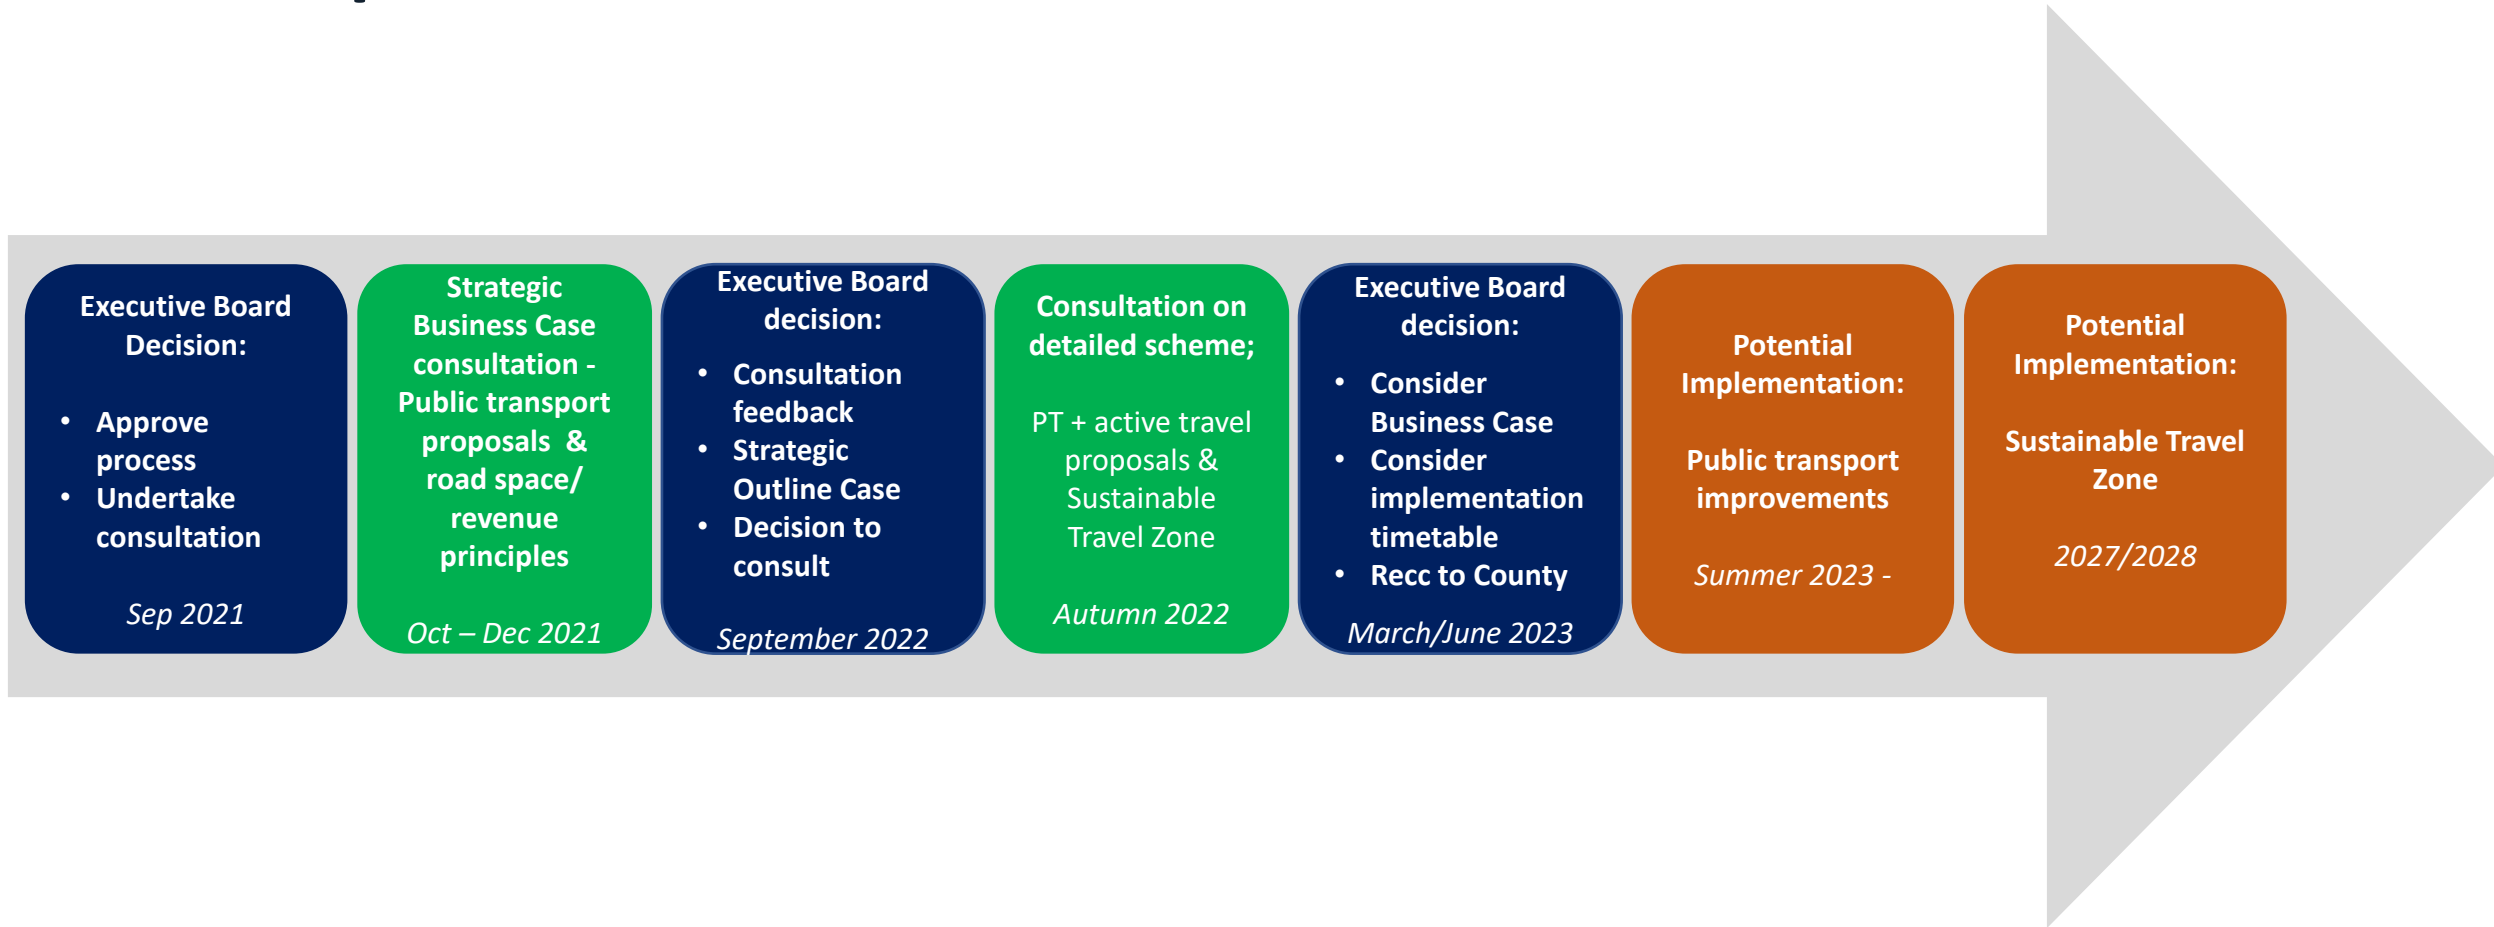 Executive Board
Decision:
• Approve
process
• Undertake
consultation
Sep 2021
Strategic
Business Case
consultation -
Public transport
proposals & 
road space/
revenue
principles
Oct – Dec 2021
Executive Board
decision:
• Consultation
feedback
• Strategic
Outline Case
• Decision to
consult
September 2022
Consultation on
detailed scheme;
PT + active travel
proposals &
Sustainable
Travel Zone
Autumn 2022
Executive Board
decision:
• Consider
Business Case
• Consider
implementation
timetable
• Recc to County
March/June 2023
Potential
Implementation:
Public transport
improvements
Summer 2023 -
Potential
Implementation:
Sustainable Travel
Zone
2027/2028